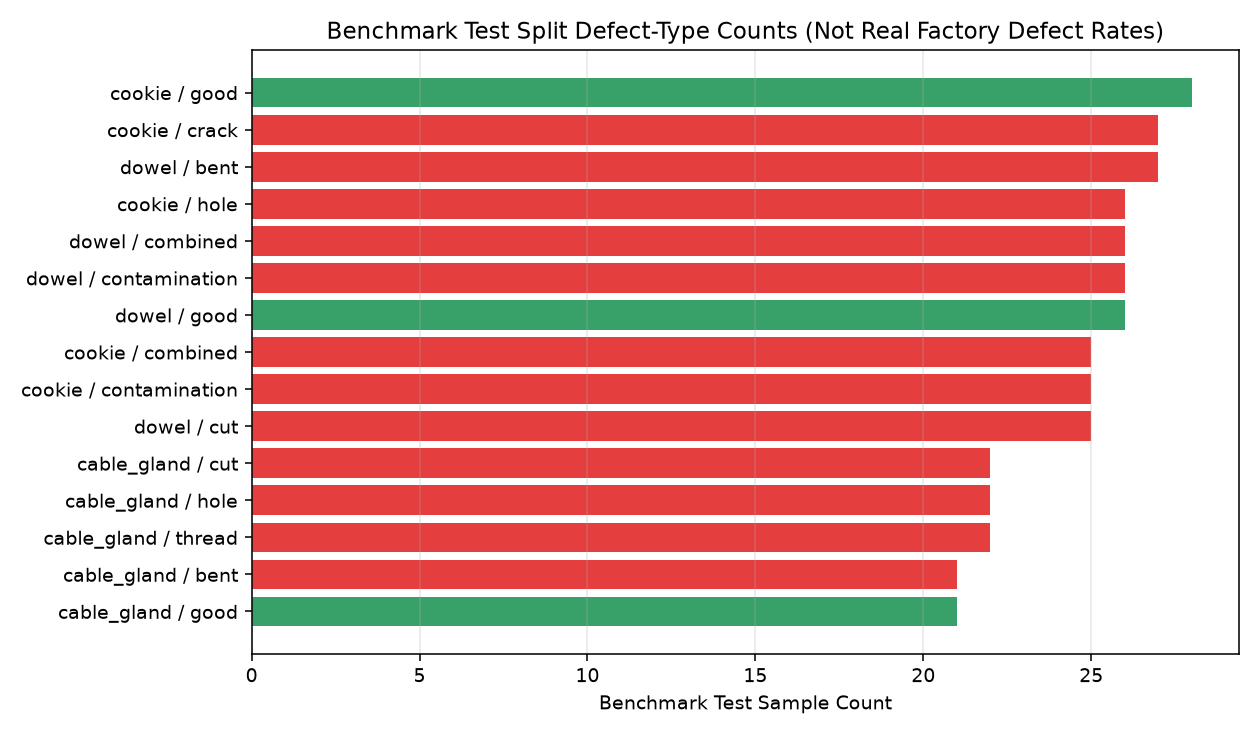 Benchmark Test Split Defect-Type Counts (Not Real Factory Defect Rates)
cookie / good
cookie / crack
dowel / bent
cookie / hole
dowel / combined
dowel / contamination
dowel / good
cookie / combined
cookie / contamination
dowel / cut
cable_gland / cut
cable_gland / hole
cable_gland / thread
cable_gland / bent
cable_gland / good
0 5 10 15 20 25
Benchmark Test Sample Count